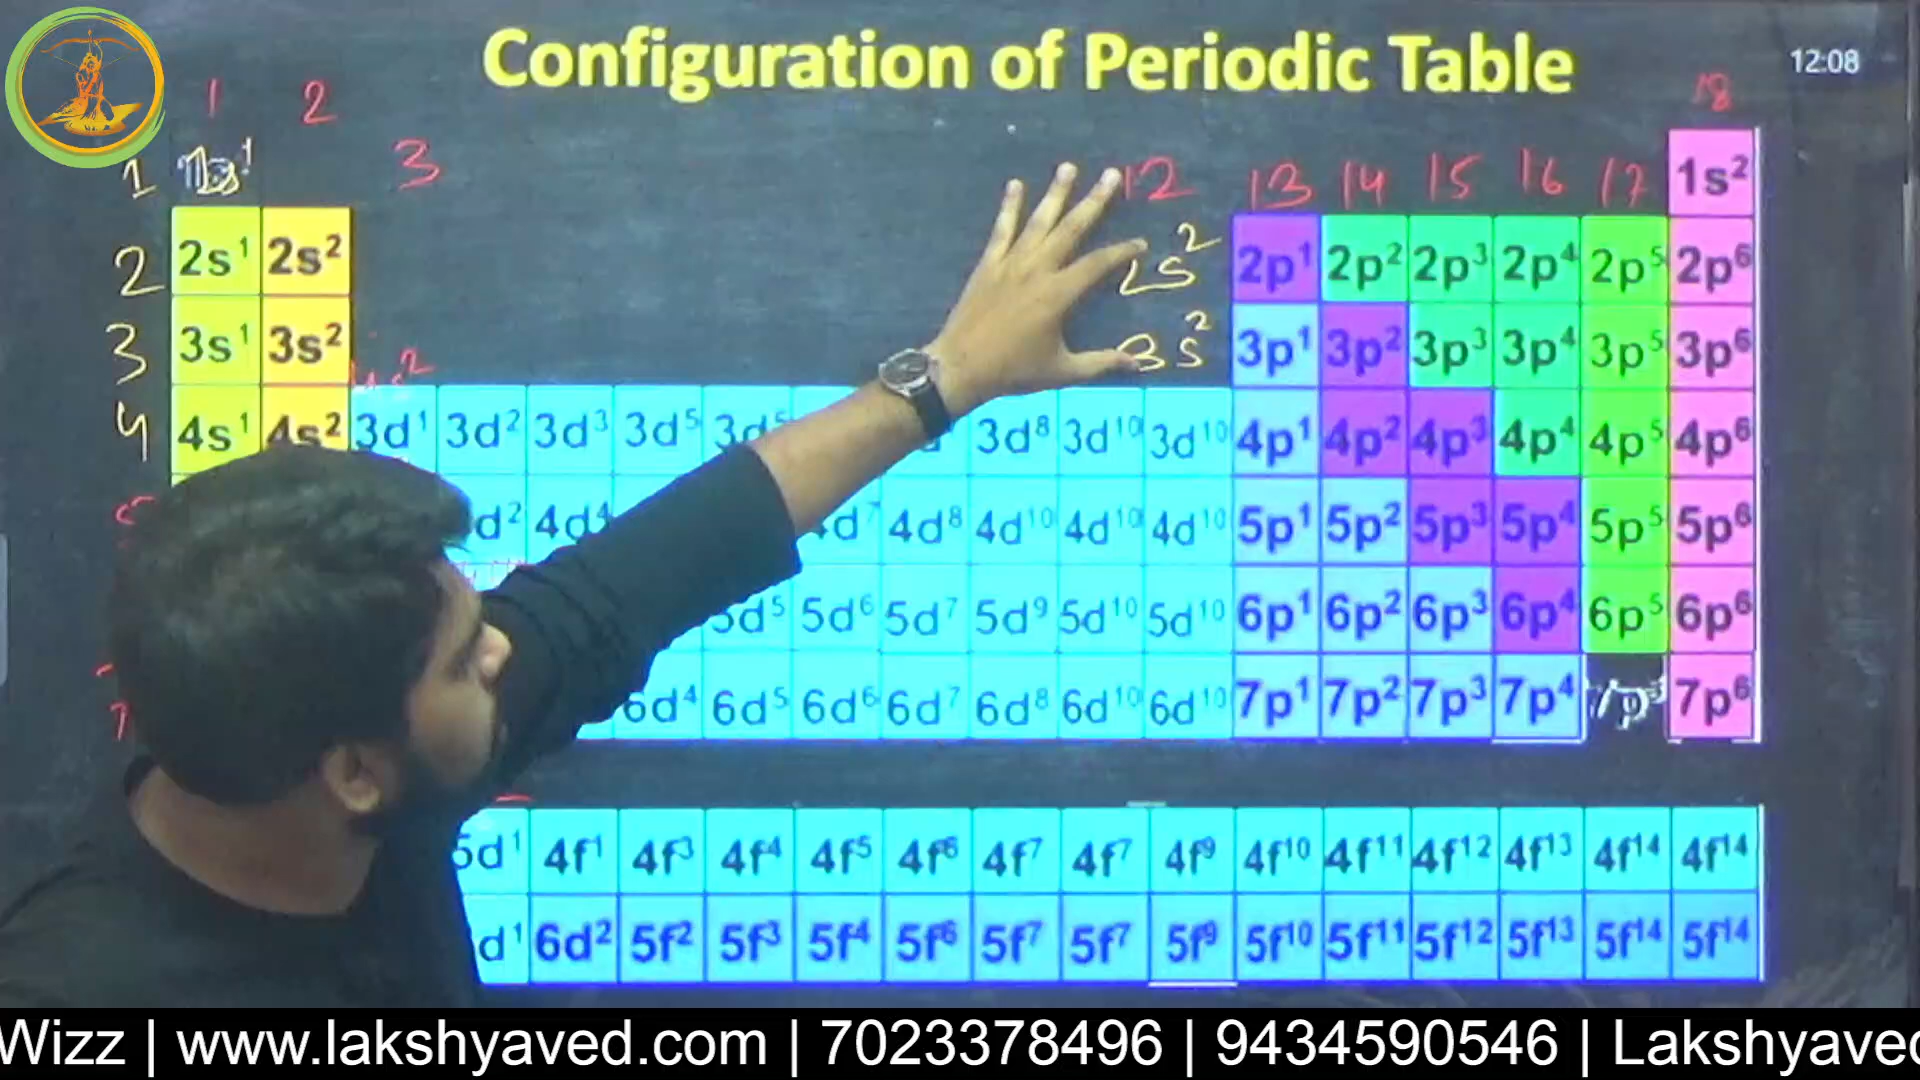 Configuration of Periodic Table
12:08
1 2 18
1 1s¹ 3 12 13 14 15 16 17 1s²
2 2s¹ 2s² 2s² 2p¹ 2p² 2p³ 2p⁴ 2p⁵ 2p⁶
3 3s¹ 3s² 3s² 3p¹ 3p² 3p³ 3p⁴ 3p⁵ 3p⁶
4 4s¹ 4s² 3d¹ 3d² 3d³ 3d⁵ 3d⁵ 3d⁸ 3d¹⁰ 3d¹⁰ 4p¹ 4p² 4p³ 4p⁴ 4p⁵ 4p⁶
d² 4d⁴ d⁷ 4d⁸ 4d¹⁰ 4d¹⁰ 4d¹⁰ 5p¹ 5p² 5p³ 5p⁴ 5p⁵ 5p⁶
5d⁵ 5d⁶ 5d⁷ 5d⁹ 5d¹⁰ 5d¹⁰ 6p¹ 6p² 6p³ 6p⁴ 6p⁵ 6p⁶
6d⁴ 6d⁵ 6d⁶ 6d⁷ 6d⁸ 6d¹⁰ 6d¹⁰ 7p¹ 7p² 7p³ 7p⁴ 7p⁶
5d¹ 4f¹ 4f³ 4f⁴ 4f⁵ 4f⁶ 4f⁷ 4f⁷ 4f⁹ 4f¹⁰ 4f¹¹ 4f¹² 4f¹³ 4f¹⁴ 4f¹⁴
d¹ 6d² 5f² 5f³ 5f⁴ 5f⁶ 5f⁷ 5f⁷ 5f⁹ 5f¹⁰ 5f¹¹ 5f¹² 5f¹³ 5f¹⁴ 5f¹⁴
Wizz | www.lakshyaved.com | 7023378496 | 9434590546 | Lakshyaved